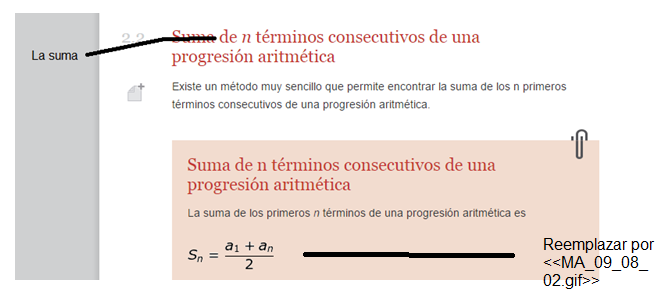 La suma
2.2 Suma de n términos consecutivos de una
progresión aritmética
Existe un método muy sencillo que permite encontrar la suma de los n primeros
términos consecutivos de una progresión aritmética.
Suma de n términos consecutivos de una
progresión aritmética
La suma de los primeros n términos de una progresión aritmética es
Sₙ = (a₁ + aₙ) / 2
Reemplazar por
<<MA_09_08_
02.gif>>